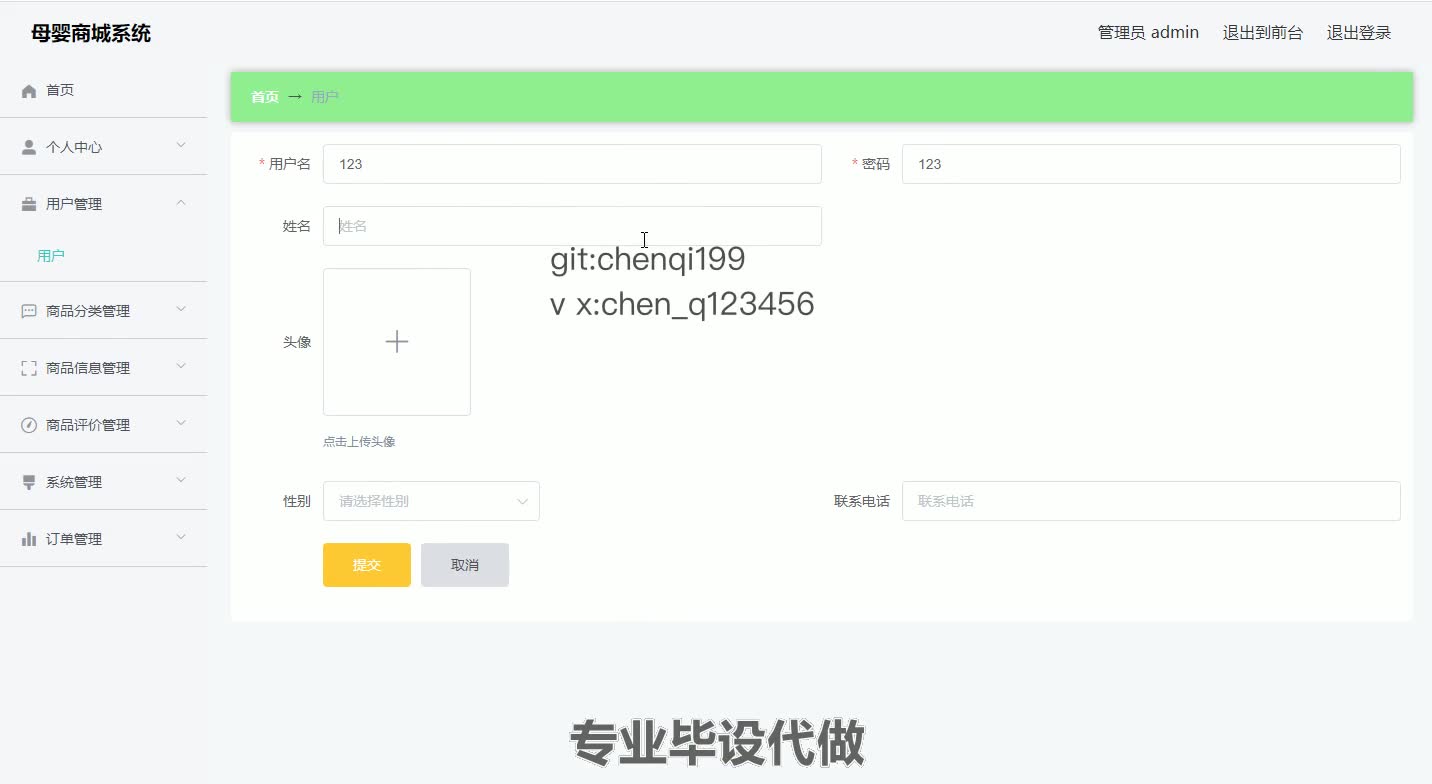 母婴商城系统
管理员 admin 退出到前台 退出登录
首页
个人中心
用户管理
用户
商品分类管理
商品信息管理
商品评价管理
系统管理
订单管理
首页 → 用户
* 用户名 123
* 密码 123
姓名 姓名
git:chenqi199
v x:chen_q123456
头像
点击上传头像
性别 请选择性别
联系电话 联系电话
提交 取消
专业毕设代做